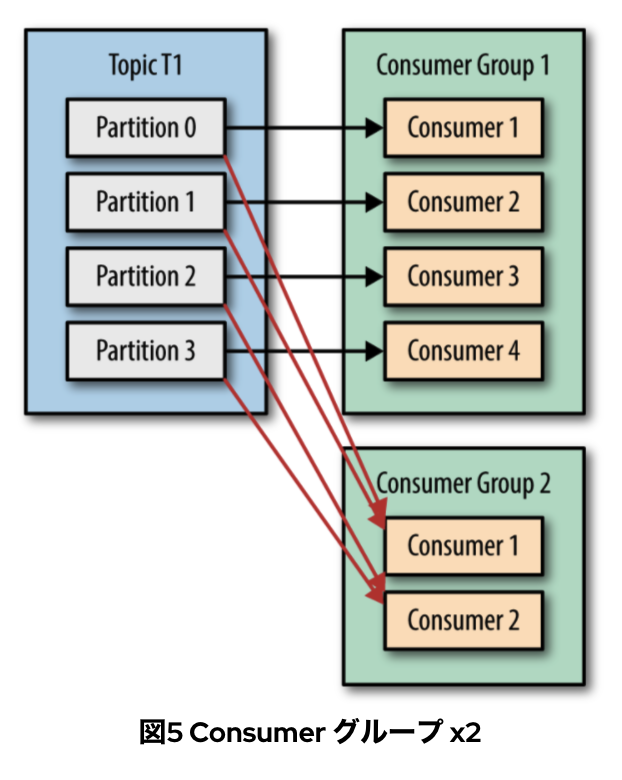 Topic T1
Partition 0
Partition 1
Partition 2
Partition 3
Consumer Group 1
Consumer 1
Consumer 2
Consumer 3
Consumer 4
Consumer Group 2
Consumer 1
Consumer 2
図5 Consumer グループ x2